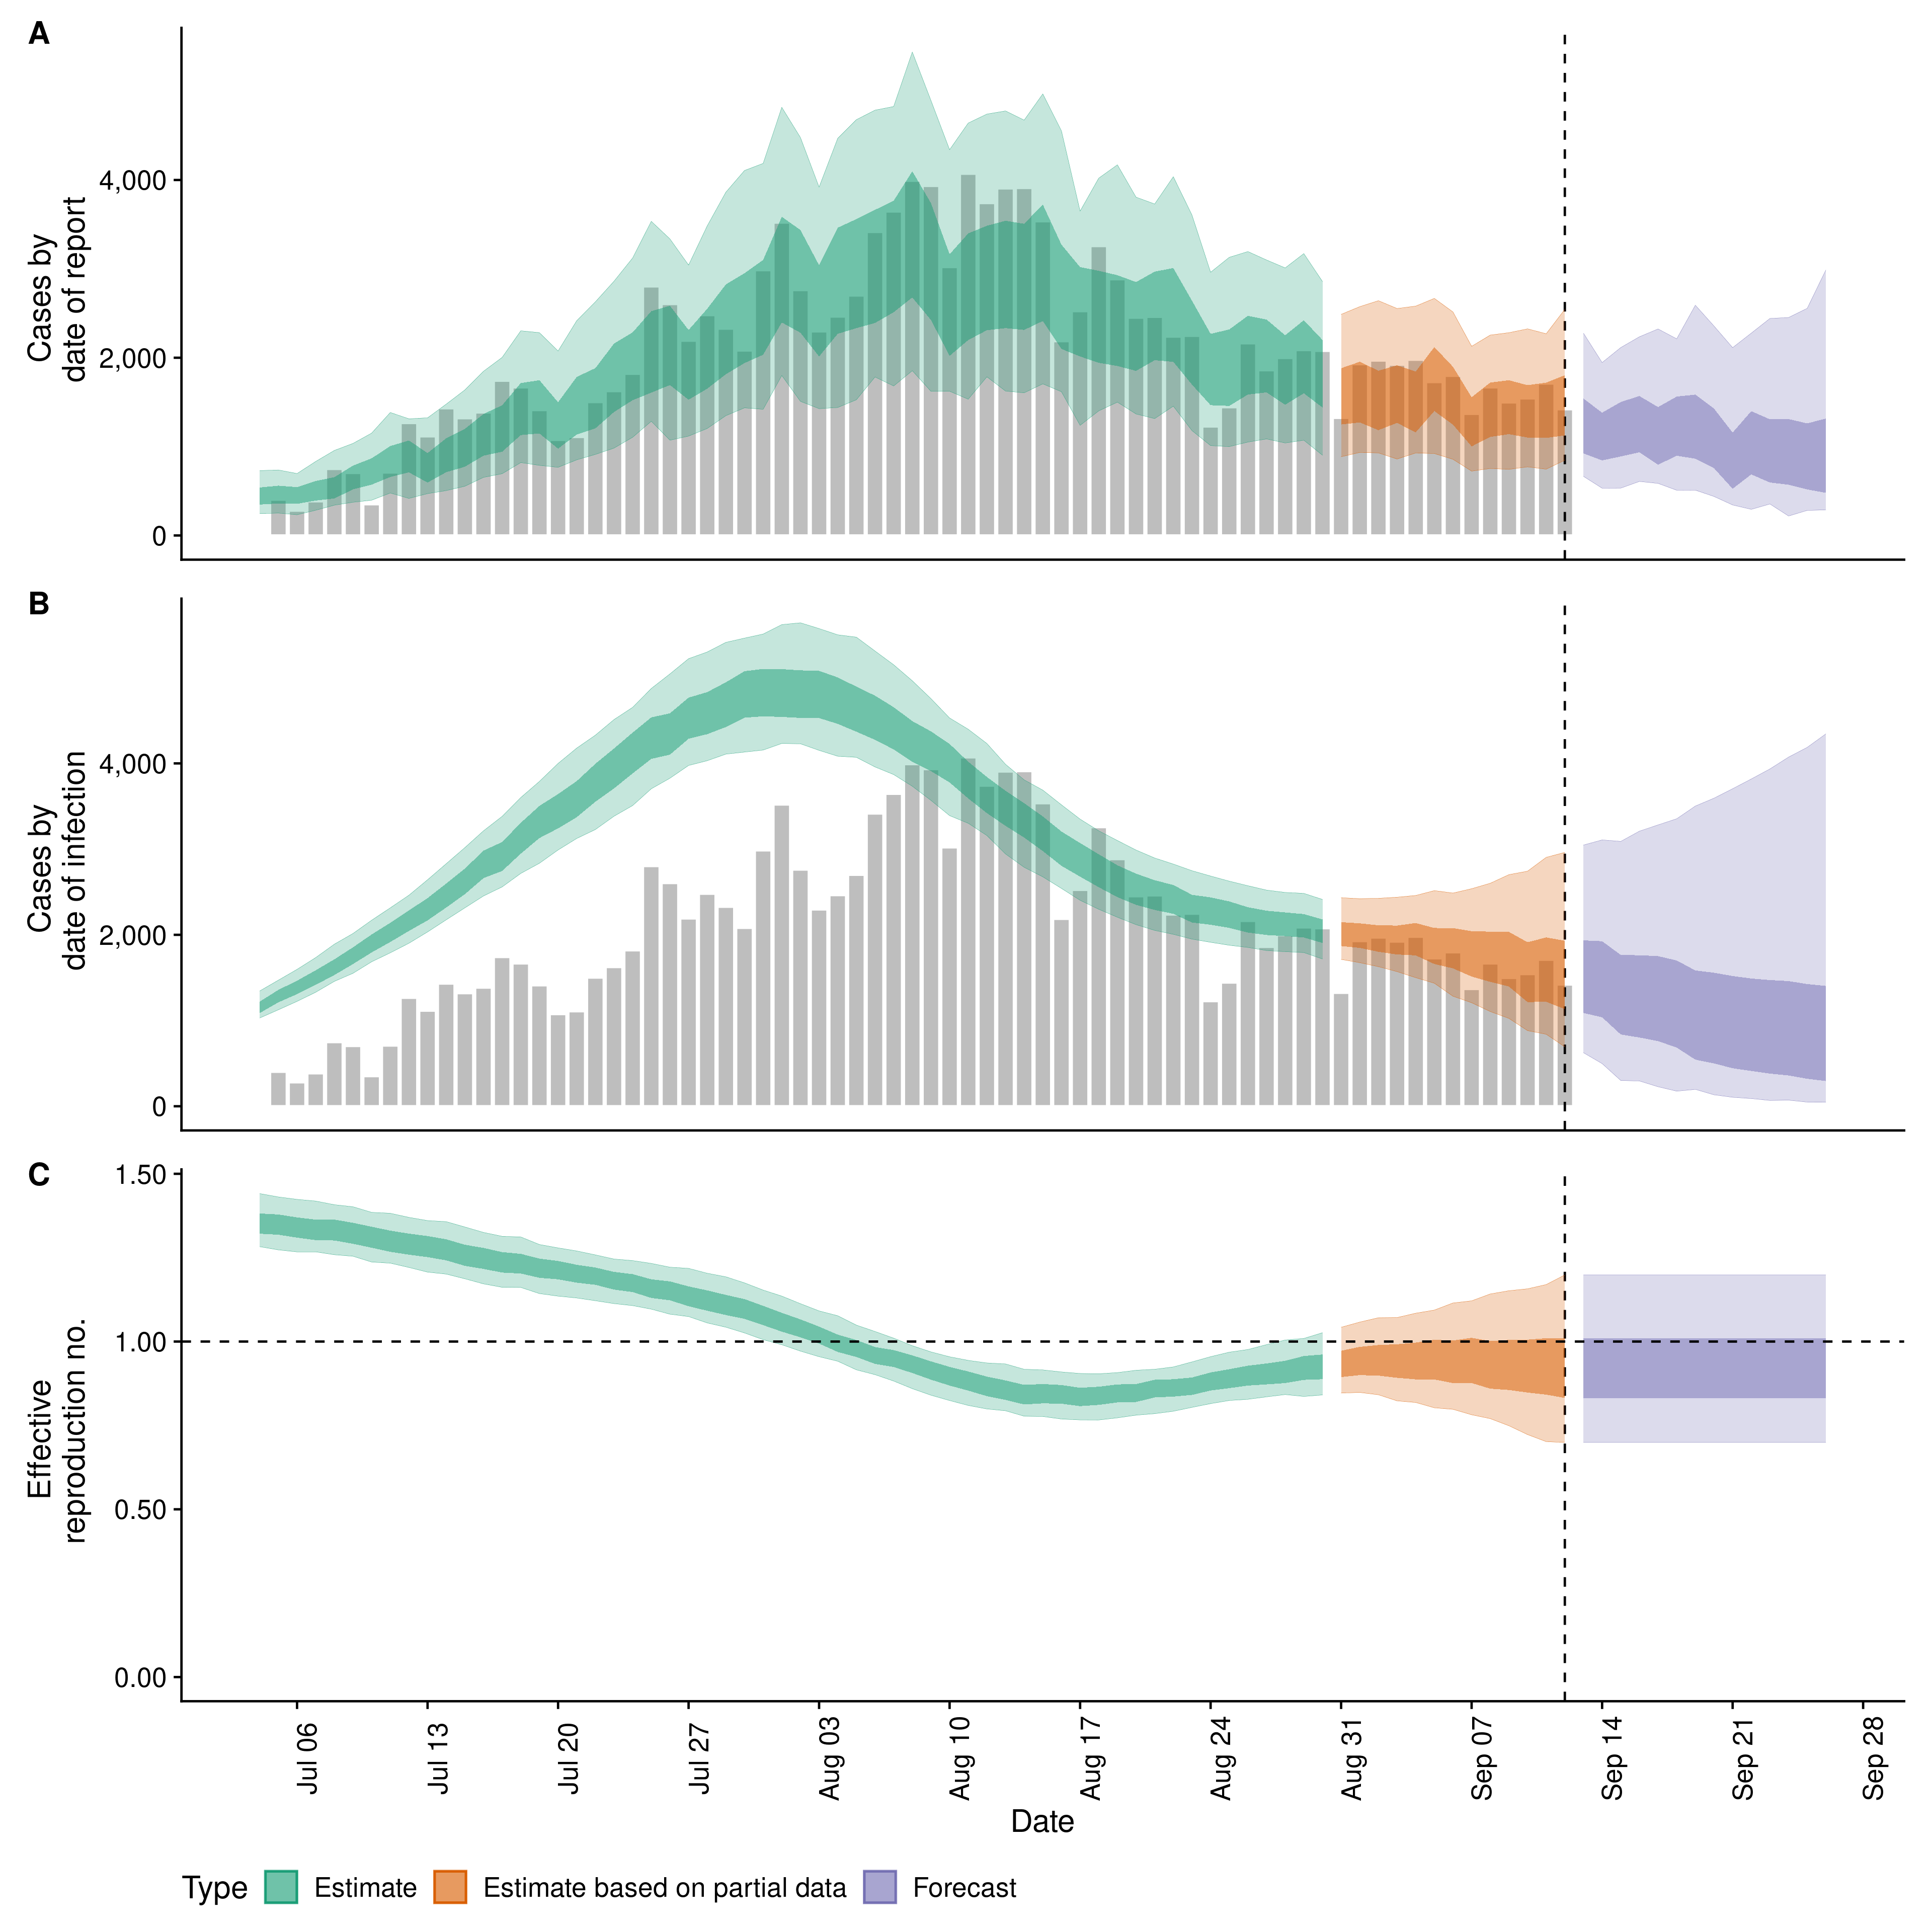 A
Cases by
date of report
4,000
2,000
0
B
Cases by
date of infection
4,000
2,000
0
C
Effective
reproduction no.
1.50
1.00
0.50
0.00
Jul 06
Jul 13
Jul 20
Jul 27
Aug 03
Aug 10
Aug 17
Aug 24
Aug 31
Sep 07
Sep 14
Sep 21
Sep 28
Date
Type Estimate Estimate based on partial data Forecast